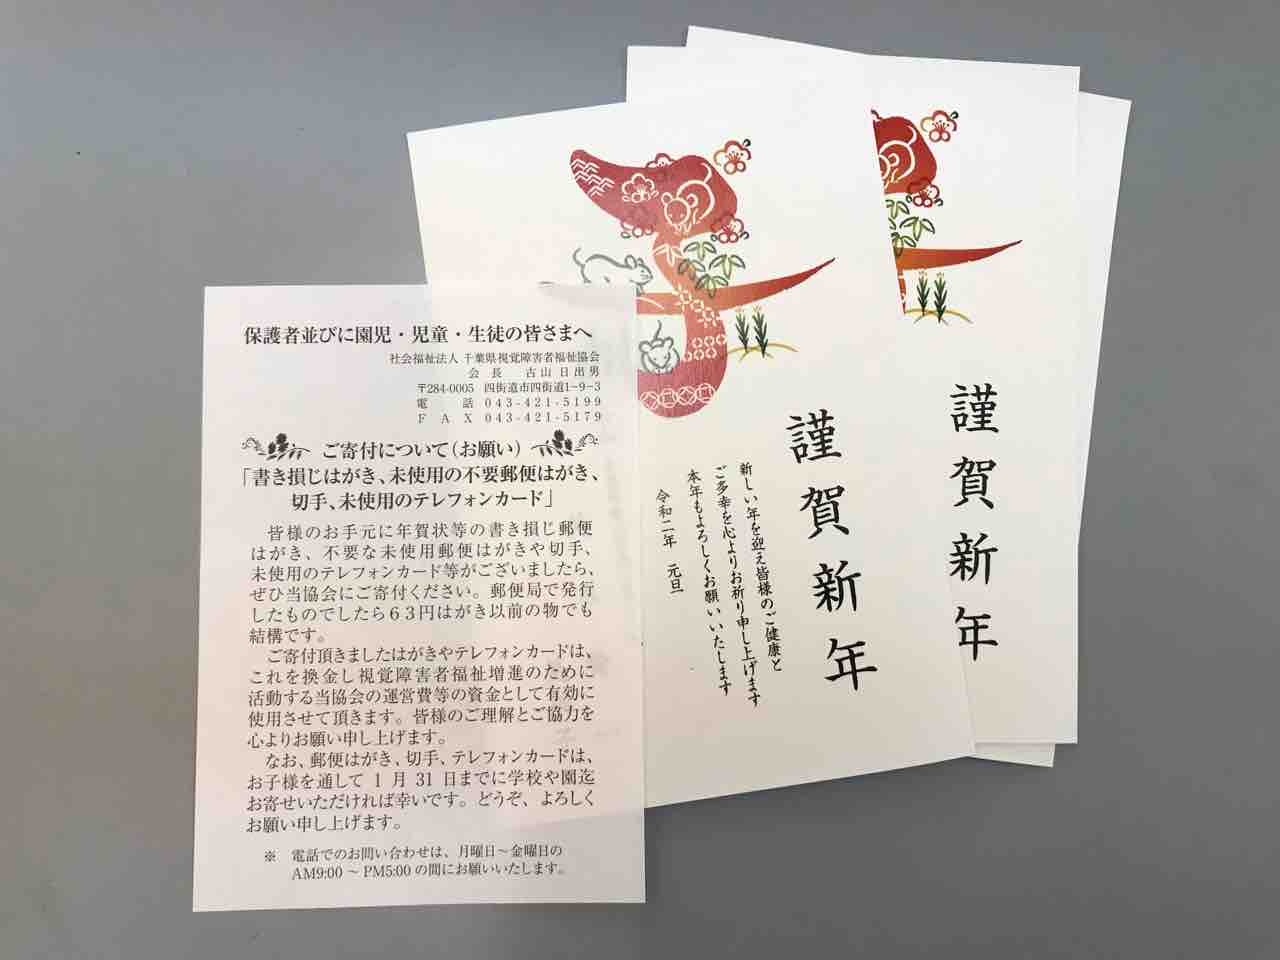 保護者並びに園児・児童・生徒の皆さまへ
社会福祉法人 千葉県視覚障害者福祉協会
会 長 古山 日出男
〒284-0005 四街道市四街道1−9−3
電 話 043-421-5199
F A X 043-421-5179
ご寄付について(お願い)
「書き損じはがき、未使用の不要郵便はがき、
切手、未使用のテレフォンカード」
皆様のお手元に年賀状等の書き損じ郵便
はがき、不要な未使用郵便はがきや切手、
未使用のテレフォンカード等がございましたら、
ぜひ当協会にご寄付ください。郵便局で発行
したものでしたら63円はがき以前の物でも
結構です。
ご寄付頂きましたはがきやテレフォンカードは、
これを換金し視覚障害者福祉増進のために
活動する当協会の運営費等の資金として有効に
使用させて頂きます。皆様のご理解とご協力を
心よりお願い申し上げます。
なお、郵便はがき、切手、テレフォンカードは、
お子様を通して 1 月 31 日までに学校や園迄
お寄せいただければ幸いです。どうぞ、よろしく
お願い申し上げます。
※ 電話でのお問い合わせは、月曜日〜金曜日の
AM9:00 〜 PM5:00 の間にお願いいたします。
謹賀新年
新しい年を迎え皆様のご健康と
ご多幸を心よりお祈り申し上げます
本年もよろしくお願いいたします
令和二年 元旦
謹賀新年